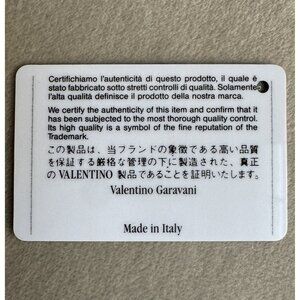 Certifichiamo l'autenticità di questo prodotto, il quale è
stato fabbricato sotto stretti controlli di qualità. Solamente
l'alta qualità definisce il prodotto della nostra marca.
We certify the authenticity of this item and confirm that it
has been subjected to the most thorough quality control.
Its high quality is a symbol of the fine reputation of the
Trademark.
この製品は、当ブランドの象徴である高い品質
を保証する厳格な管理の下に製造された、真正
の VALENTINO 製品であることを証明いたします。
Valentino Garavani
Made in Italy